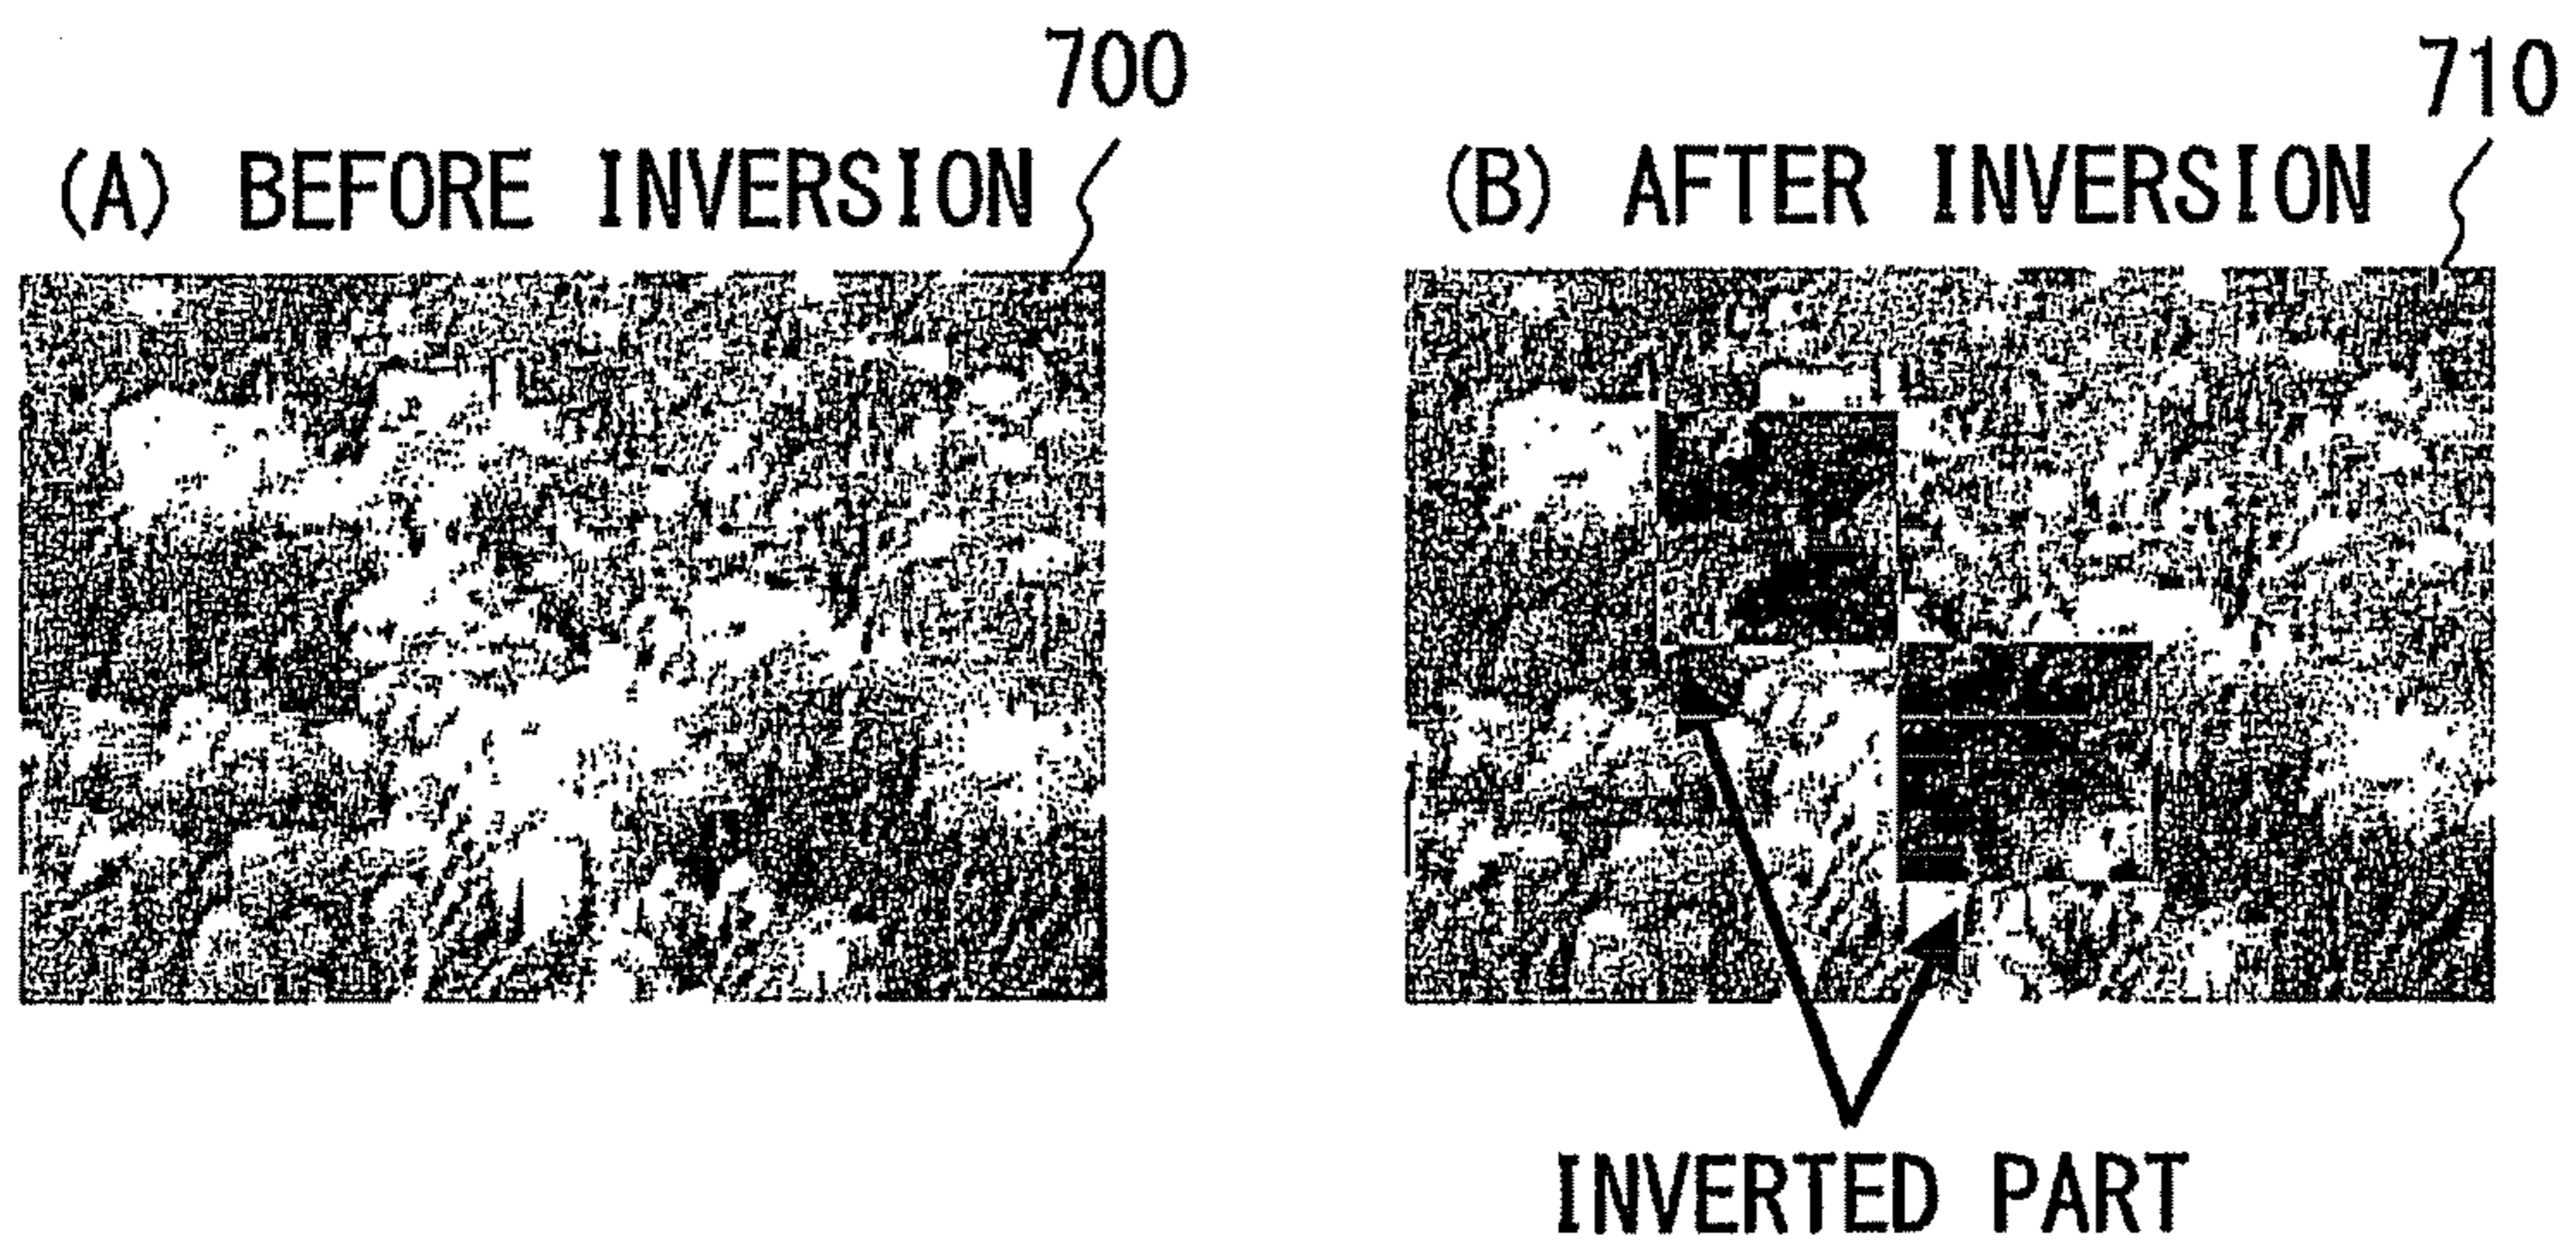 700
(A) BEFORE INVERSION
710
(B) AFTER INVERSION
INVERTED PART